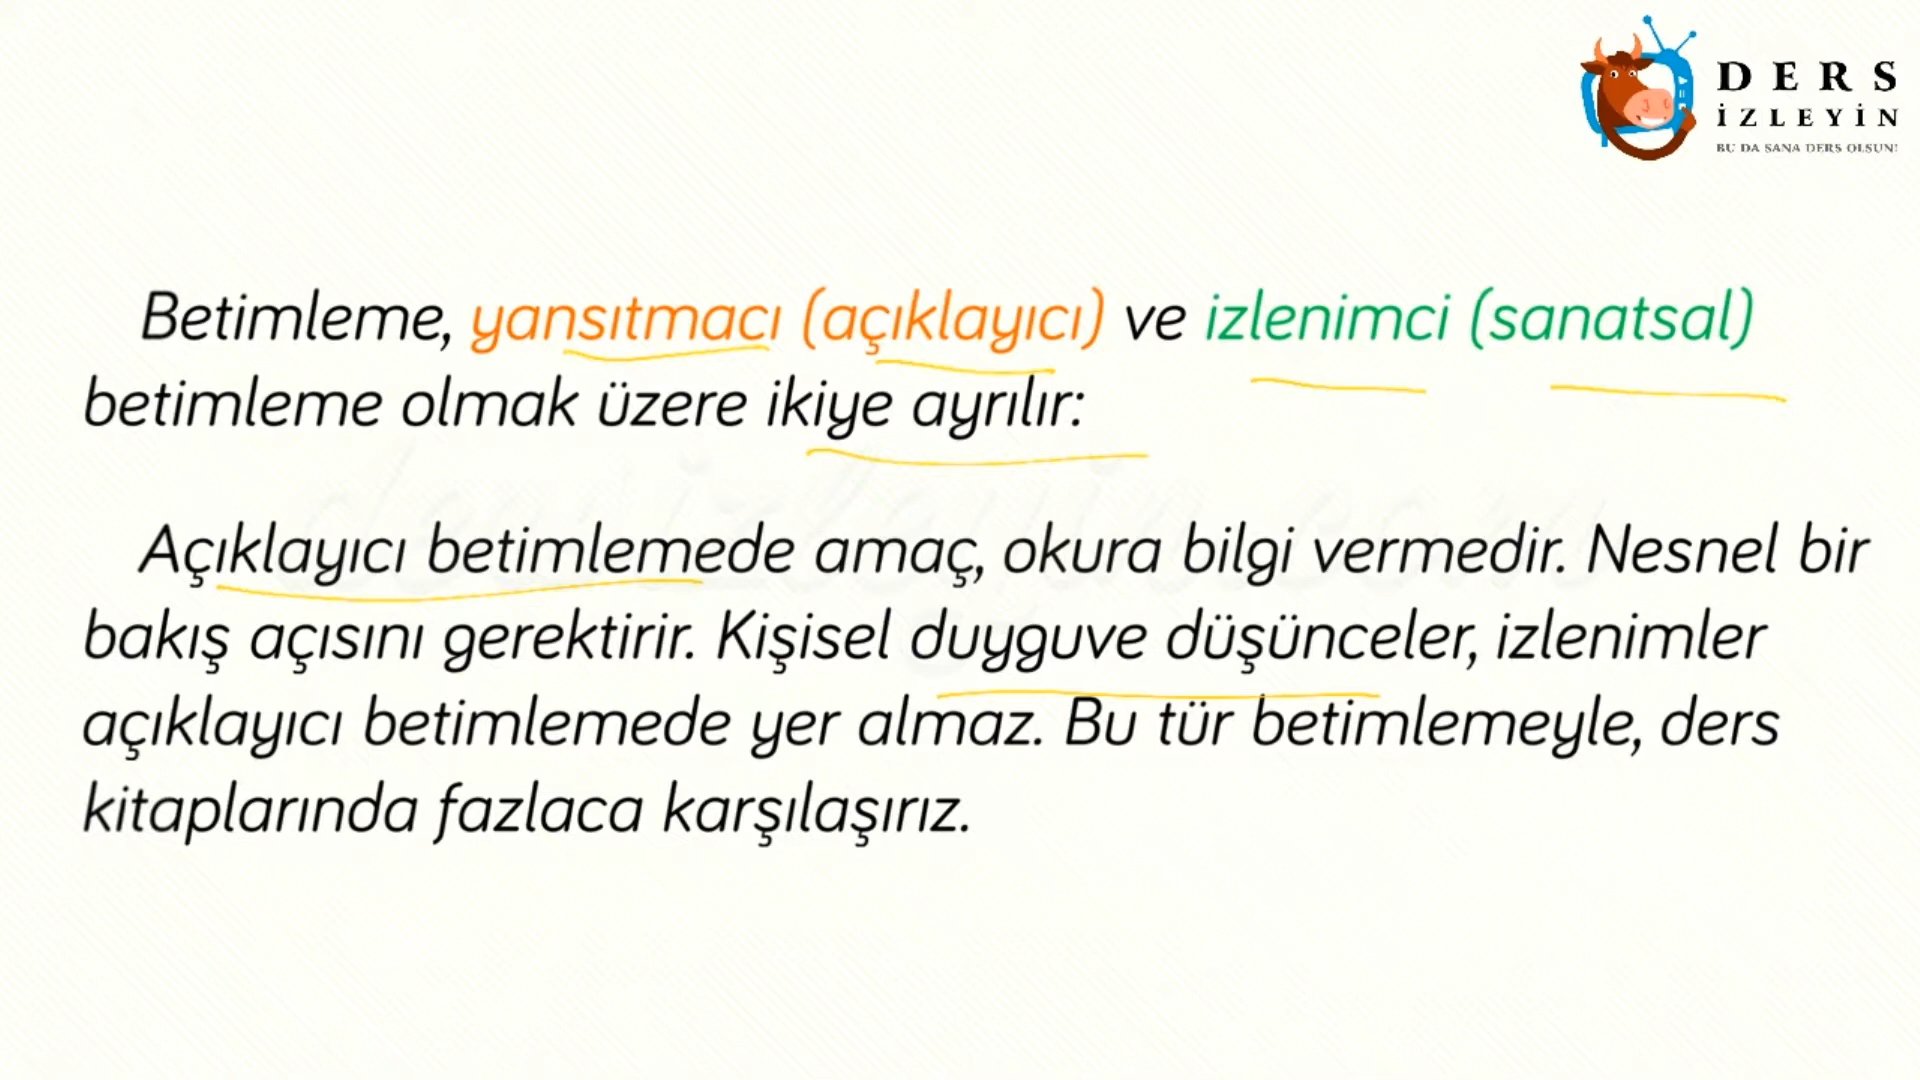 DERS
İZLEYİN
BU DA SANA DERS OLSUN!
Betimleme, yansıtmacı (açıklayıcı) ve izlenimci (sanatsal)
betimleme olmak üzere ikiye ayrılır:
Açıklayıcı betimlemede amaç, okura bilgi vermedir. Nesnel bir
bakış açısını gerektirir. Kişisel duyguve düşünceler, izlenimler
açıklayıcı betimlemede yer almaz. Bu tür betimlemeyle, ders
kitaplarında fazlaca karşılaşırız.